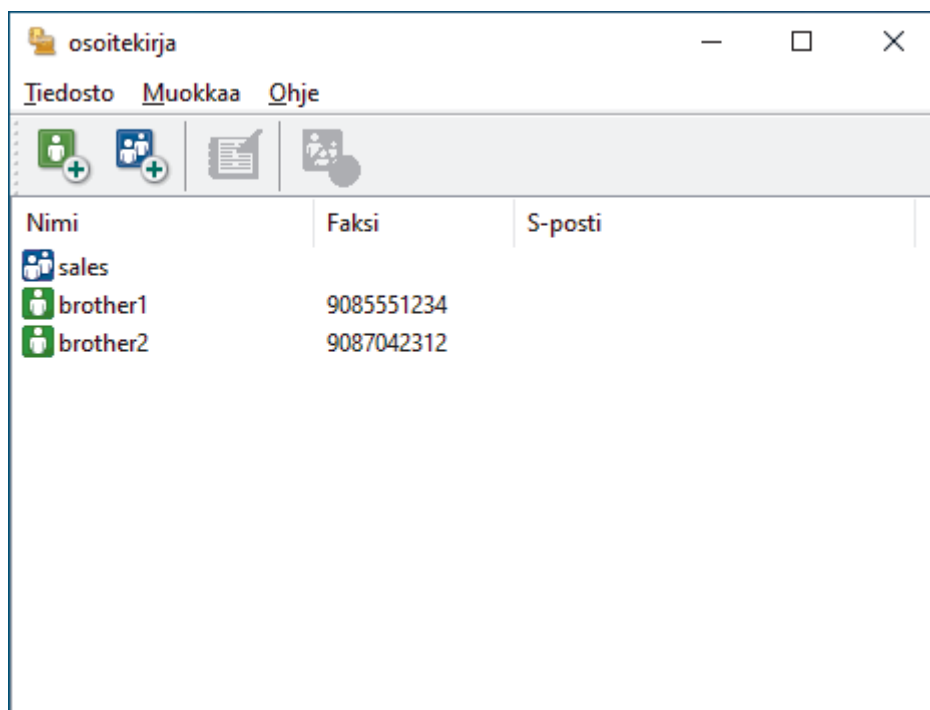 osoitekirja
Tiedosto Muokkaa Ohje
Nimi Faksi S-posti
sales
brother1 9085551234
brother2 9087042312